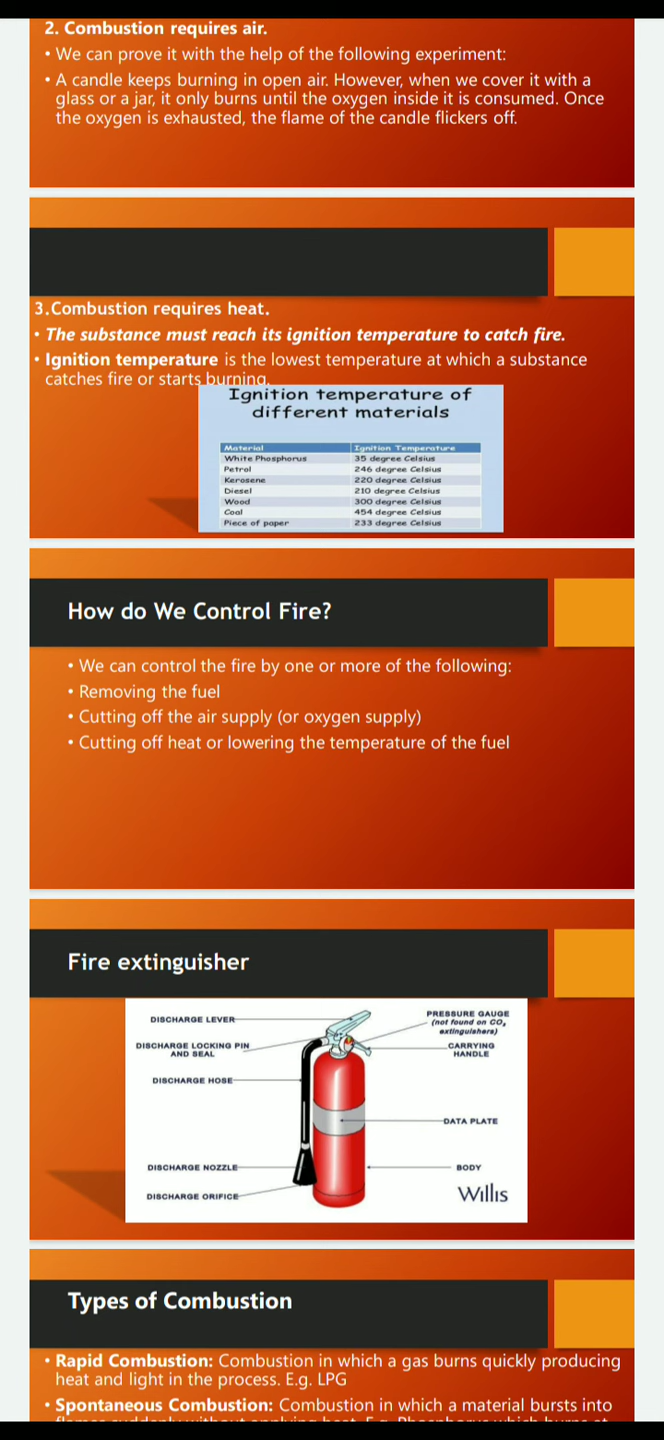 2. Combustion requires air.
• We can prove it with the help of the following experiment:
• A candle keeps burning in open air. However, when we cover it with a
glass or a jar, it only burns until the oxygen inside it is consumed. Once
the oxygen is exhausted, the flame of the candle flickers off.
3.Combustion requires heat.
• The substance must reach its ignition temperature to catch fire.
• Ignition temperature is the lowest temperature at which a substance
catches fire or starts burning.
Ignition temperature of
different materials
Material Ignition Temperature
White Phosphorus 35 degree Celsius
Petrol 246 degree Celsius
Kerosene 220 degree Celsius
Diesel 210 degree Celsius
Wood 300 degree Celsius
Coal 454 degree Celsius
Piece of paper 233 degree Celsius
How do We Control Fire?
• We can control the fire by one or more of the following:
• Removing the fuel
• Cutting off the air supply (or oxygen supply)
• Cutting off heat or lowering the temperature of the fuel
Fire extinguisher
DISCHARGE LEVER
DISCHARGE LOCKING PIN
AND SEAL
DISCHARGE HOSE
DISCHARGE NOZZLE
DISCHARGE ORIFICE
PRESSURE GAUGE
(not found on CO₂
extinguishers)
CARRYING
HANDLE
DATA PLATE
BODY
Willis
Types of Combustion
• Rapid Combustion: Combustion in which a gas burns quickly producing
heat and light in the process. E.g. LPG
• Spontaneous Combustion: Combustion in which a material bursts into